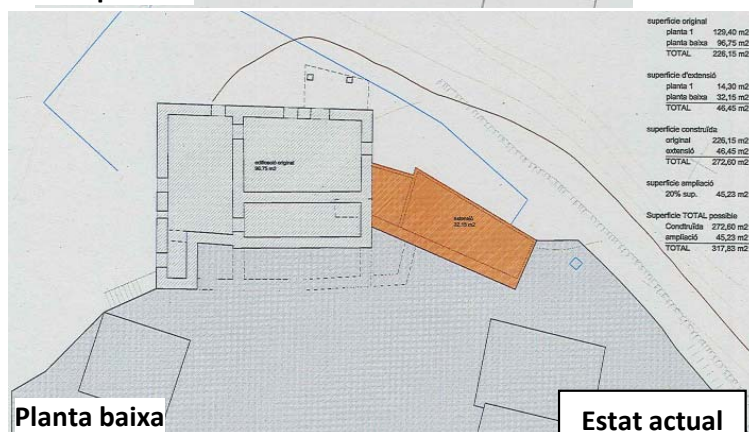 superfície original
planta 1 129,40 m2
planta baixa 96,75 m2
TOTAL 226,15 m2
superfície d'extensió
planta 1 14,30 m2
planta baixa 32,15 m2
TOTAL 46,45 m2
superfície construïda
original 226,15 m2
extensió 46,45 m2
TOTAL 272,60 m2
superfície ampliació
20% sup. 45,23 m2
Superfície TOTAL possible
Condtruïda 272,60 m2
ampliació 45,23 m2
TOTAL 317,83 m2
edificació original
96,75 m2
extensió
32,15 m2
Planta baixa
Estat actual